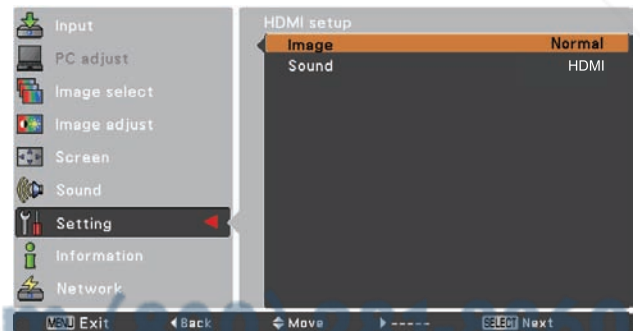 Input
PC adjust
Image select
Image adjust
Screen
Sound
Setting
Information
Network
HDMI setup
Image Normal
Sound HDMI
MENU Exit Back Move ----- SELECT Next